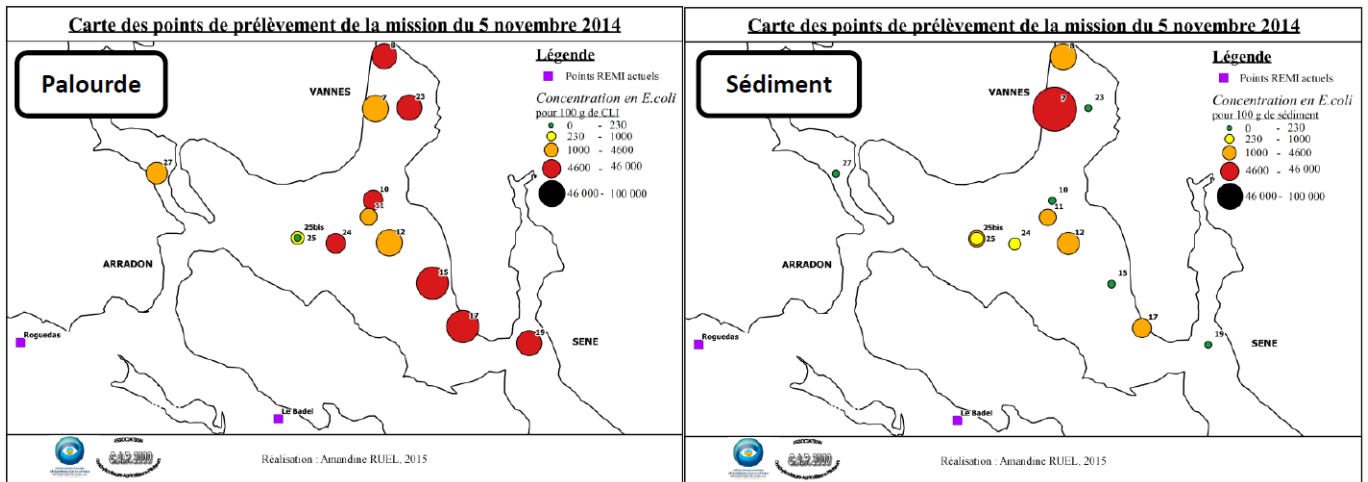 Carte des points de prélèvement de la mission du 5 novembre 2014
Palourde
Légende
Points REMI actuels
Concentration en E.coli
pour 100 g de CLI
0 - 230
230 - 1000
1000 - 4600
4600 - 46 000
46 000 - 100 000
VANNES
8
7
23
27
10
11
12
24
25bis
25
15
17
19
ARRADON
SENE
Roguedas
Le Badel
ASSOCIATION
C.A.P. 2000
Réalisation : Amandine RUEL, 2015
Carte des points de prélèvement de la mission du 5 novembre 2014
Sédiment
Légende
Points REMI actuels
Concentration en E.coli
pour 100 g de sédiment
0 - 230
230 - 1000
1000 - 4600
4600 - 46 000
46 000 - 100 000
VANNES
8
7
23
27
10
11
12
24
25bis
25
15
17
19
ARRADON
SENE
Roguedas
Le Badel
ASSOCIATION
C.A.P. 2000
Réalisation : Amandine RUEL, 2015